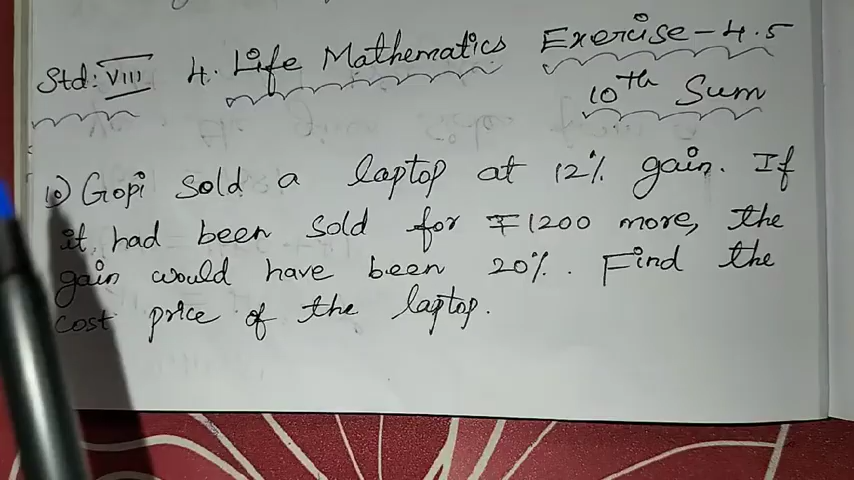 Std: VIII 4. Life Mathematics Exercise - 4.5
10th Sum
10) Gopi sold a laptop at 12% gain. If
it had been sold for ₹1200 more, the
gain would have been 20%. Find the
cost price of the laptop.